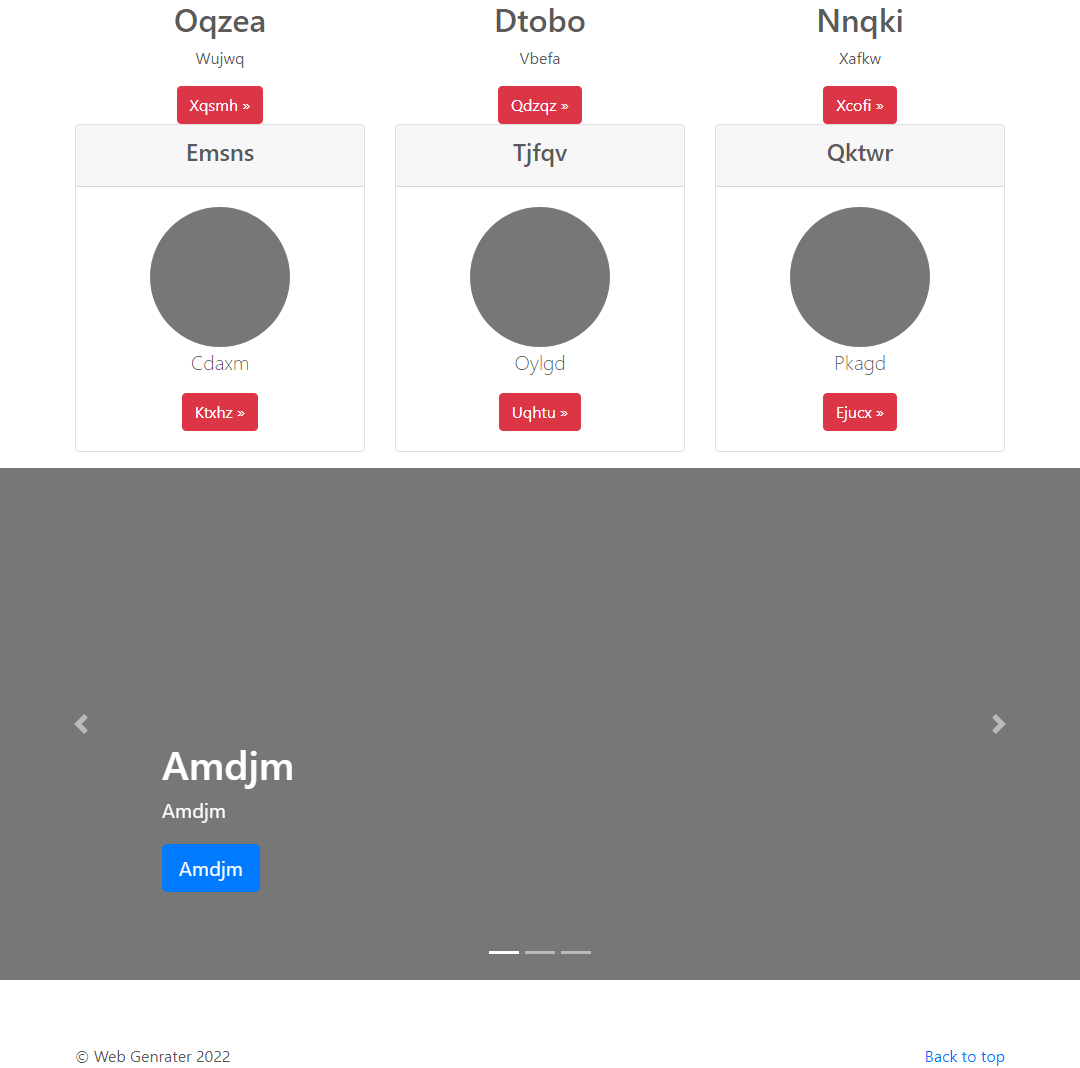 Oqzea
Wujwq
Xqsmh »
Dtobo
Vbefa
Qdzqz »
Nnqki
Xafkw
Xcofi »
Emsns
Cdaxm
Ktxhz »
Tjfqv
Oylgd
Uqhtu »
Qktwr
Pkagd
Ejucx »
Amdjm
Amdjm
Amdjm
© Web Genrater 2022
Back to top